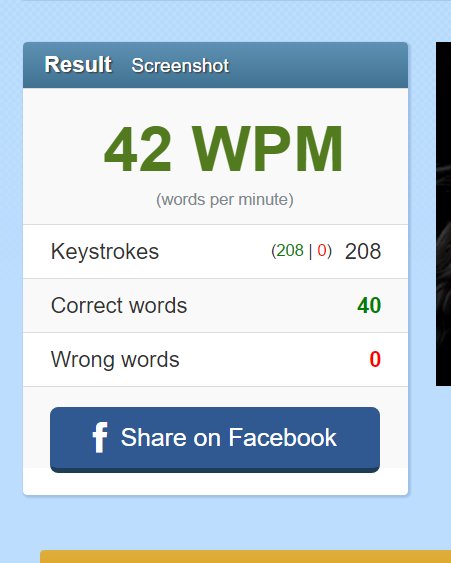 Result Screenshot
42 WPM
(words per minute)
Keystrokes (208 | 0) 208
Correct words 40
Wrong words 0
f Share on Facebook